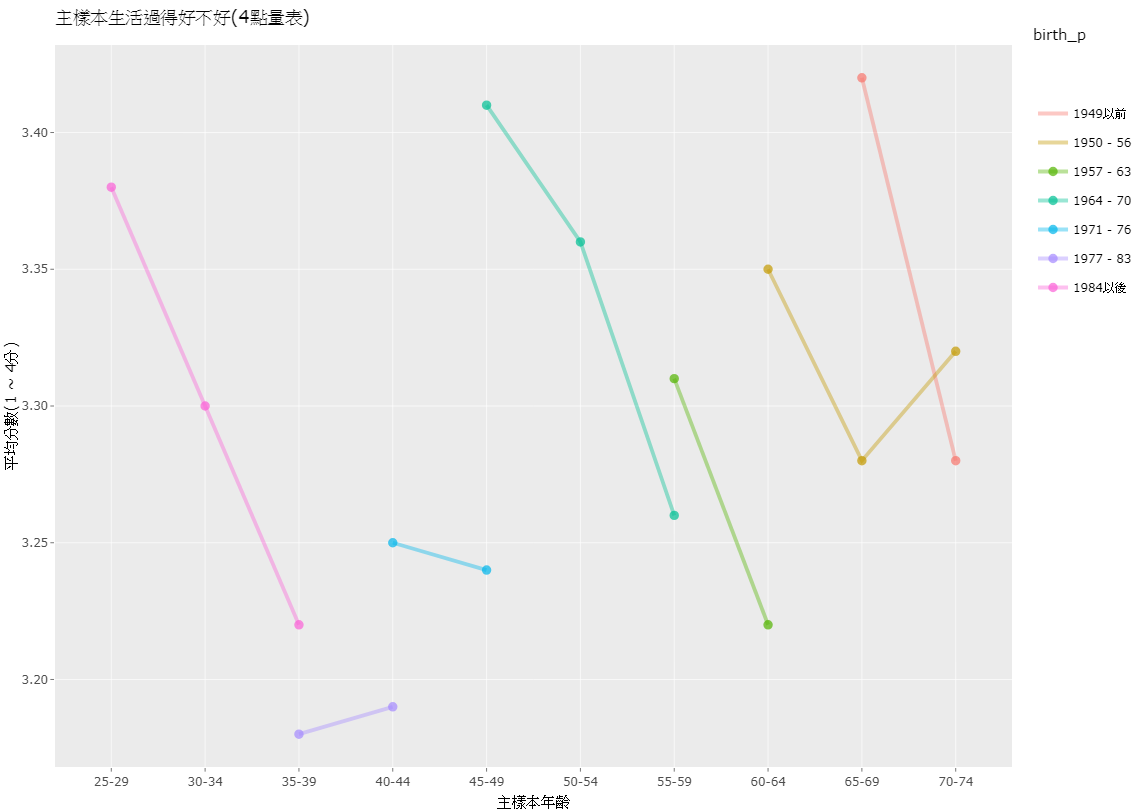 主樣本生活過得好不好(4點量表)
birth_p
1949以前
1950 - 56
1957 - 63
1964 - 70
1971 - 76
1977 - 83
1984以後
平均分數(1 ~ 4分)
3.40
3.35
3.30
3.25
3.20
25-29
30-34
35-39
40-44
45-49
50-54
55-59
60-64
65-69
70-74
主樣本年齡